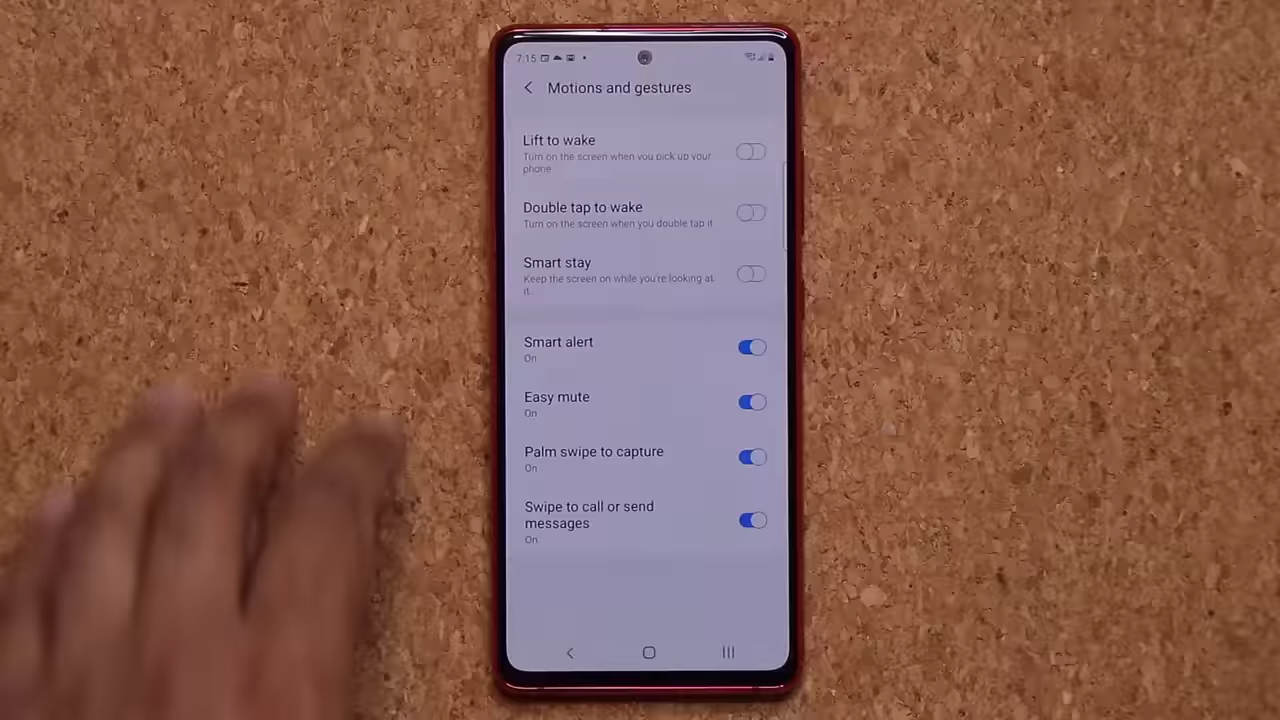 7:15
Motions and gestures
Lift to wake
Turn on the screen when you pick up your
phone.
Double tap to wake
Turn on the screen when you double tap it.
Smart stay
Keep the screen on while you're looking at
it.
Smart alert
On
Easy mute
On
Palm swipe to capture
On
Swipe to call or send
messages
On